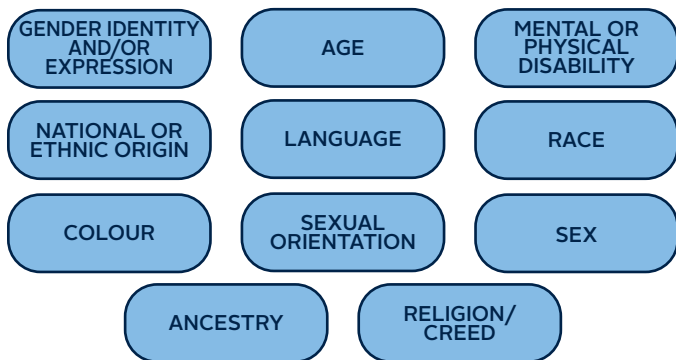 GENDER IDENTITY
AND/OR
EXPRESSION
AGE
MENTAL OR
PHYSICAL
DISABILITY
NATIONAL OR
ETHNIC ORIGIN
LANGUAGE
RACE
COLOUR
SEXUAL
ORIENTATION
SEX
ANCESTRY
RELIGION/
CREED